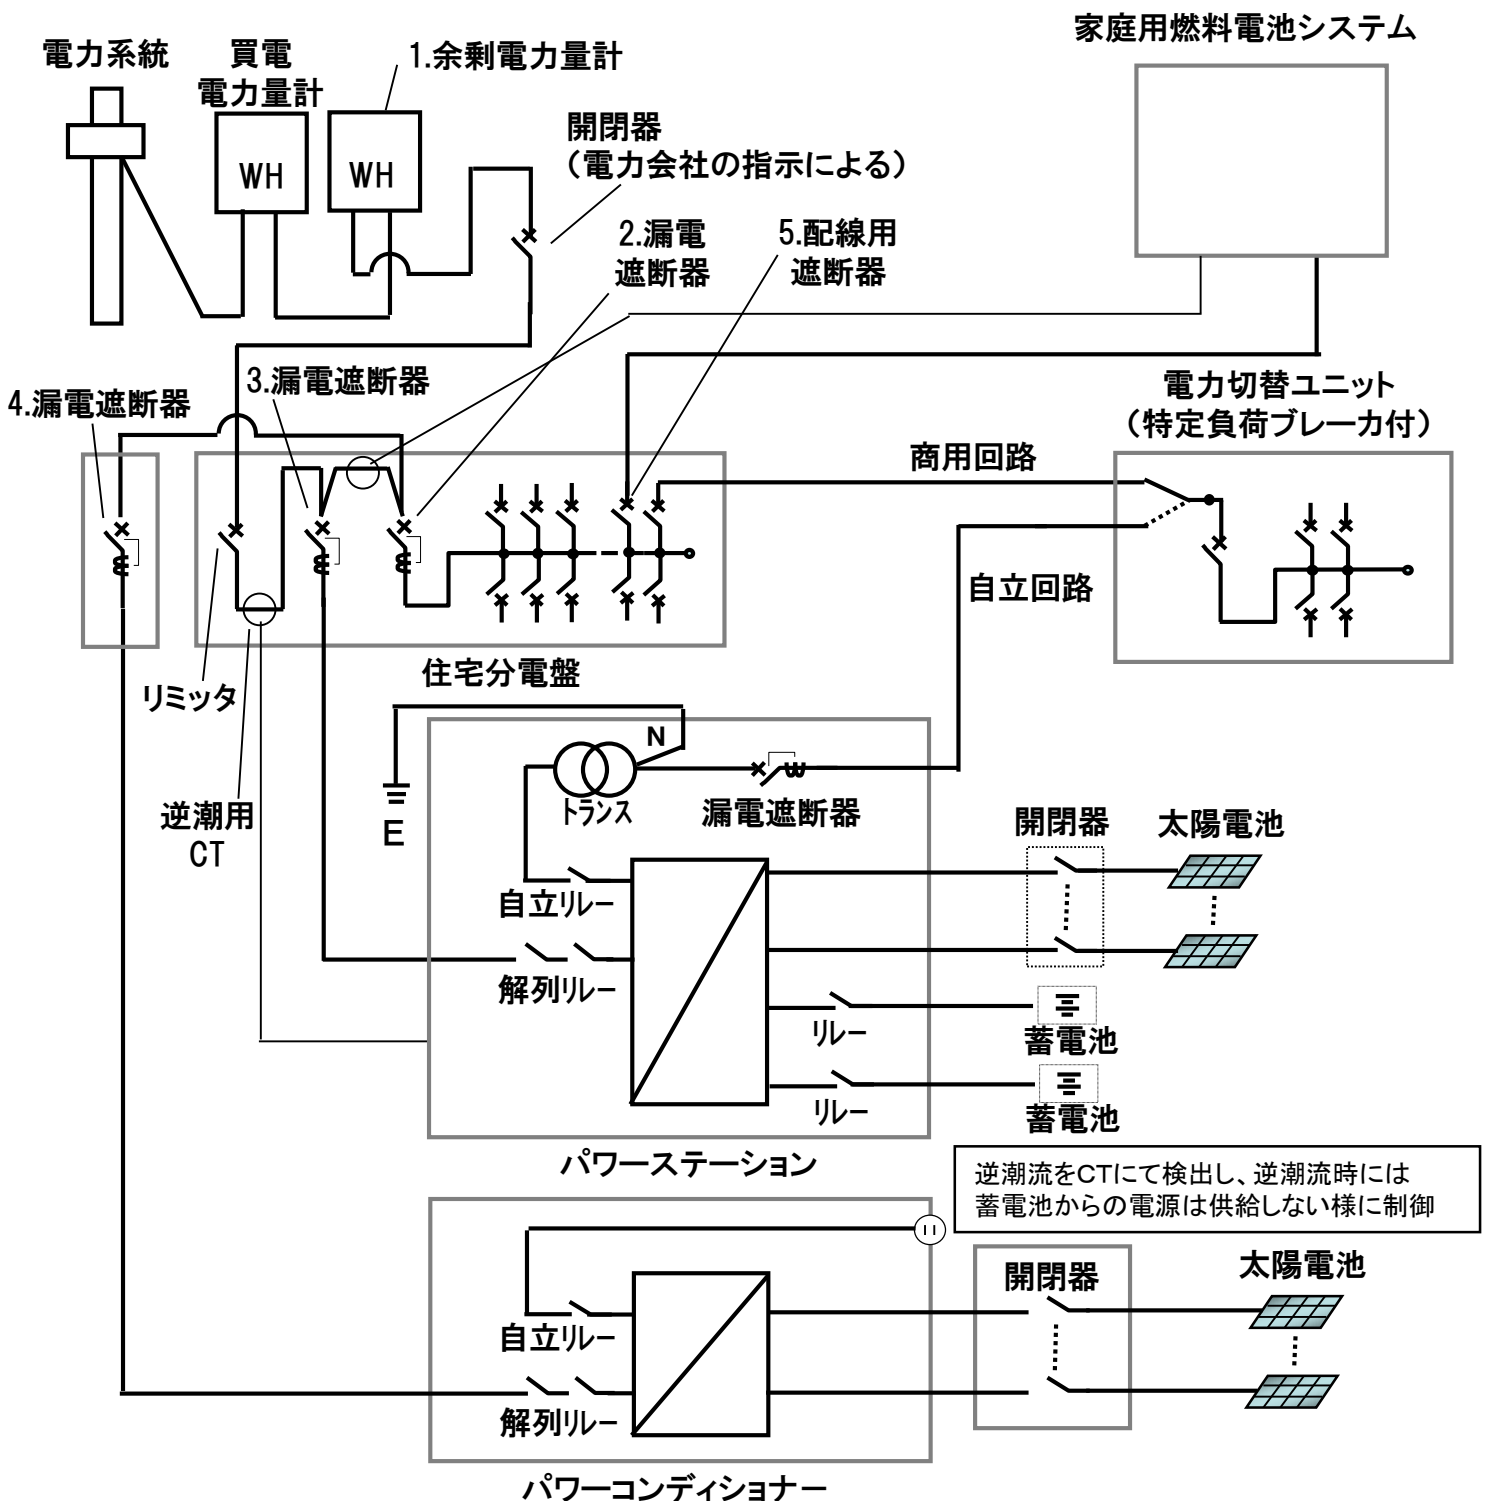 家庭用燃料電池システム
電力系統
買電
電力量計
1.余剰電力量計
WH
WH
開閉器
(電力会社の指示による)
2.漏電
遮断器
5.配線用
遮断器
3.漏電遮断器
4.漏電遮断器
電力切替ユニット
(特定負荷ブレーカ付)
商用回路
自立回路
住宅分電盤
リミッタ
逆潮用
CT
N
E
トランス
漏電遮断器
開閉器
太陽電池
自立リレー
解列リレー
リレー
蓄電池
リレー
蓄電池
パワーステーション
逆潮流をCTにて検出し、逆潮流時には
蓄電池からの電源は供給しない様に制御
開閉器
太陽電池
自立リレー
解列リレー
パワーコンディショナー